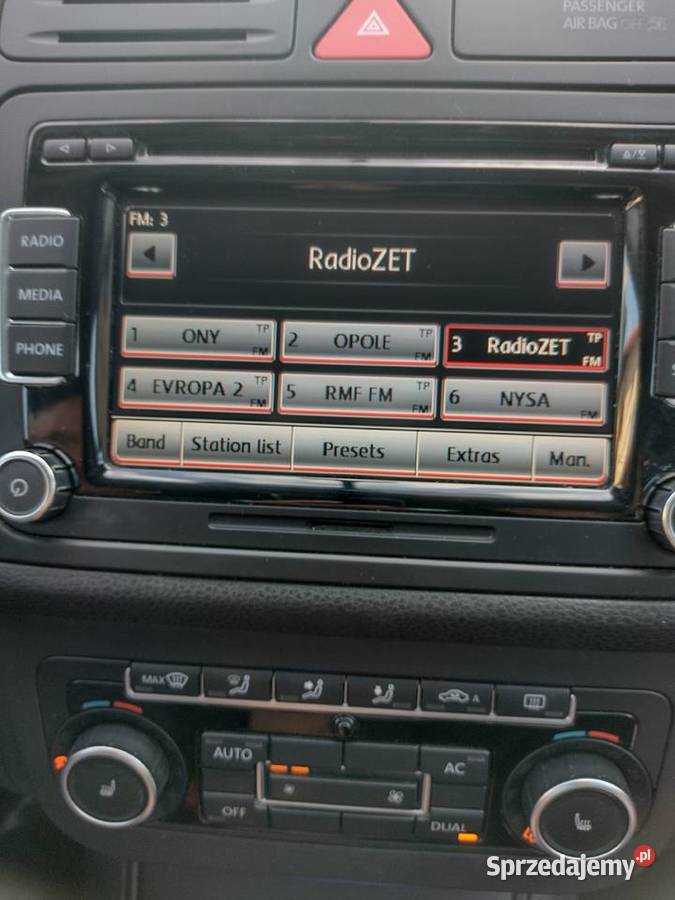 PASSENGER
AIR BAG OFF
RADIO
MEDIA
PHONE
FM: 3
RadioZET
1 ONY TP FM
2 OPOLE TP FM
3 RadioZET TP FM
4 EVROPA 2 TP FM
5 RMF FM TP FM
6 NYSA FM
Band Station list Presets Extras Man.
MAX
A
AUTO
AC
OFF
DUAL
Sprzedajemy.pl